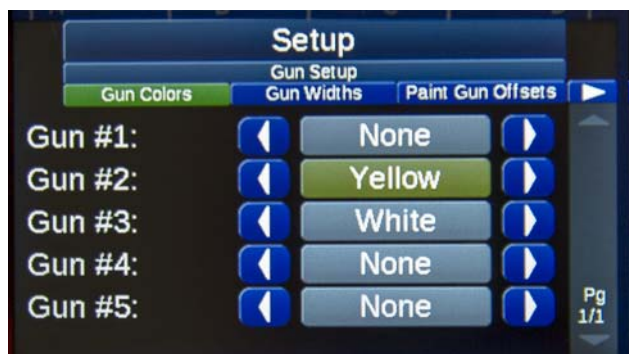 Setup
Gun Setup
Gun Colors Gun Widths Paint Gun Offsets
Gun #1: None
Gun #2: Yellow
Gun #3: White
Gun #4: None
Gun #5: None
Pg
1/1